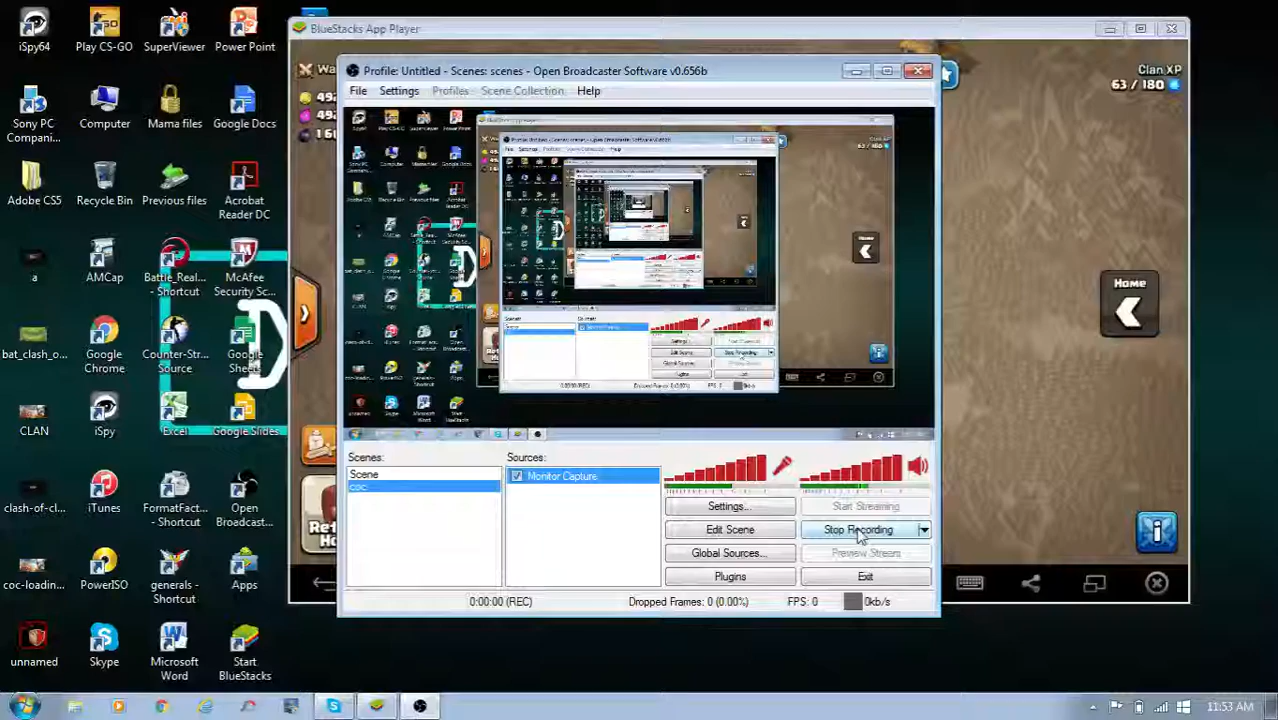 iSpy64
Play CS-GO
SuperViewer
Power Point
Sony PC
Compani...
Computer
Mama files
Google Docs
Adobe CS5
Recycle Bin
Previous files
Acrobat
Reader DC
a
AMCap
Battle_Real...
- Shortcut
McAfee
Security Sc...
Google
Chrome
Counter-Str...
Source
Google
Sheets
CLAN
iSpy
Excel
Google Slides
iTunes
FormatFact...
- Shortcut
Open
Broadcast...
coc-loadin...
PowerISO
generals -
Shortcut
Apps
unnamed
Skype
Microsoft
Word
Start
BlueStacks
BlueStacks App Player
Clan XP
63 / 180
Home
Profile: Untitled - Scenes: scenes - Open Broadcaster Software v0.656b
File Settings Profiles Scene Collection Help
Scenes:
Scene
coc
Sources:
Monitor Capture
Settings...
Start Streaming
Edit Scene
Stop Recording
Global Sources...
Preview Stream
Plugins
Exit
0:00:00 (REC)
Dropped Frames: 0 (0.00%)
FPS: 0
0kb/s
11:53 AM